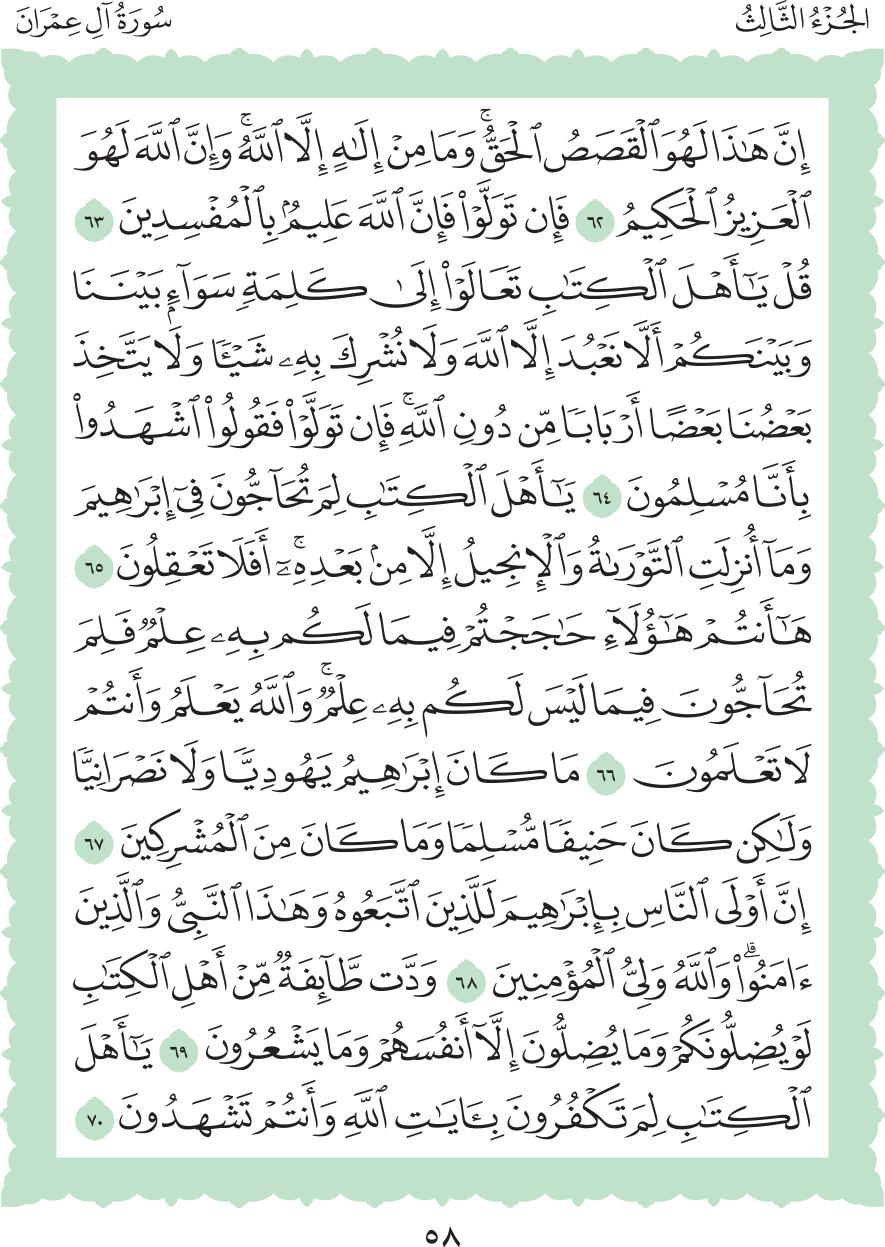 الجُزْءُ الثَّالِثُ
سُورَةُ آلِ عِمْرَانَ
إِنَّ هَٰذَا لَهُوَ ٱلْقَصَصُ ٱلْحَقُّۚ وَمَا مِنْ إِلَٰهٍ إِلَّا ٱللَّهُۚ وَإِنَّ ٱللَّهَ لَهُوَ
ٱلْعَزِيزُ ٱلْحَكِيمُ ٦٢ فَإِن تَوَلَّوْا۟ فَإِنَّ ٱللَّهَ عَلِيمٌۢ بِٱلْمُفْسِدِينَ ٦٣
قُلْ يَٰٓأَهْلَ ٱلْكِتَٰبِ تَعَالَوْا۟ إِلَىٰ كَلِمَةٍ سَوَآءٍۭ بَيْنَنَا
وَبَيْنَكُمْ أَلَّا نَعْبُدَ إِلَّا ٱللَّهَ وَلَا نُشْرِكَ بِهِۦ شَيْـًٔا وَلَا يَتَّخِذَ
بَعْضُنَا بَعْضًا أَرْبَابًا مِّن دُونِ ٱللَّهِۚ فَإِن تَوَلَّوْا۟ فَقُولُوا۟ ٱشْهَدُوا۟
بِأَنَّا مُسْلِمُونَ ٦٤ يَٰٓأَهْلَ ٱلْكِتَٰبِ لِمَ تُحَآجُّونَ فِىٓ إِبْرَٰهِيمَ
وَمَآ أُنزِلَتِ ٱلتَّوْرَىٰةُ وَٱلْإِنجِيلُ إِلَّا مِنۢ بَعْدِهِۦٓۚ أَفَلَا تَعْقِلُونَ ٦٥
هَٰٓأَنتُمْ هَٰٓؤُلَآءِ حَٰجَجْتُمْ فِيمَا لَكُم بِهِۦ عِلْمٌ فَلِمَ
تُحَآجُّونَ فِيمَا لَيْسَ لَكُم بِهِۦ عِلْمٌۚ وَٱللَّهُ يَعْلَمُ وَأَنتُمْ
لَا تَعْلَمُونَ ٦٦ مَا كَانَ إِبْرَٰهِيمُ يَهُودِيًّا وَلَا نَصْرَانِيًّا
وَلَٰكِن كَانَ حَنِيفًا مُّسْلِمًا وَمَا كَانَ مِنَ ٱلْمُشْرِكِينَ ٦٧
إِنَّ أَوْلَى ٱلنَّاسِ بِإِبْرَٰهِيمَ لَلَّذِينَ ٱتَّبَعُوهُ وَهَٰذَا ٱلنَّبِىُّ وَٱلَّذِينَ
ءَامَنُوا۟ۗ وَٱللَّهُ وَلِىُّ ٱلْمُؤْمِنِينَ ٦٨ وَدَّت طَّآئِفَةٌ مِّنْ أَهْلِ ٱلْكِتَٰبِ
لَوْ يُضِلُّونَكُمْ وَمَا يُضِلُّونَ إِلَّآ أَنفُسَهُمْ وَمَا يَشْعُرُونَ ٦٩ يَٰٓأَهْلَ
ٱلْكِتَٰبِ لِمَ تَكْفُرُونَ بِـَٔايَٰتِ ٱللَّهِ وَأَنتُمْ تَشْهَدُونَ ٧٠
٥٨